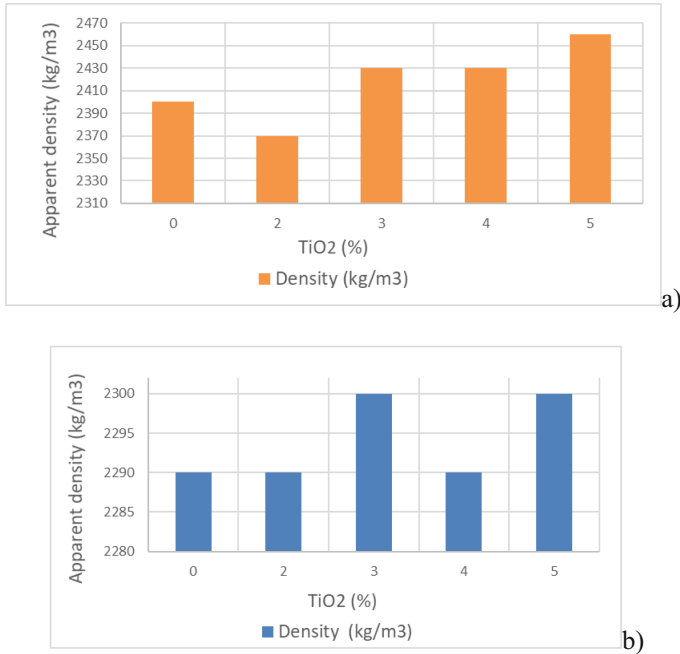 Apparent density (kg/m3)
2470
2450
2430
2410
2390
2370
2350
2330
2310
0 2 3 4 5
TiO2 (%)
Density (kg/m3)
a)
Apparent density (kg/m3)
2300
2295
2290
2285
2280
0 2 3 4 5
TiO2 (%)
Density (kg/m3)
b)